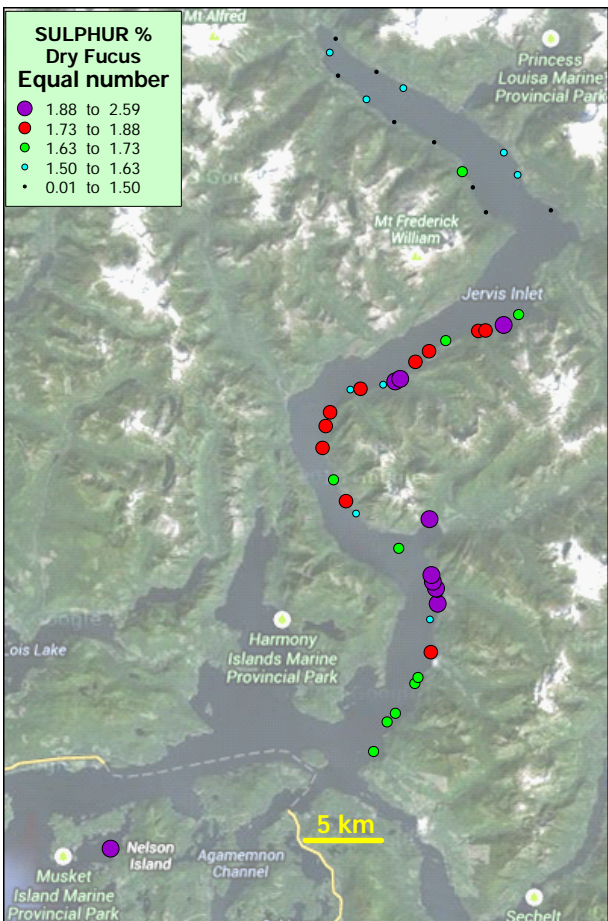 SULPHUR %
Dry Fucus
Equal number
1.88 to 2.59
1.73 to 1.88
1.63 to 1.73
1.50 to 1.63
0.01 to 1.50
Mt Alfred
Princess
Louisa Marine
Provincial Park
Mt Frederick
William
Jervis Inlet
Google
Lois Lake
Harmony
Islands Marine
Provincial Park
5 km
Nelson
Island
Agamemnon
Channel
Musket
Island Marine
Provincial Park
Sechelt